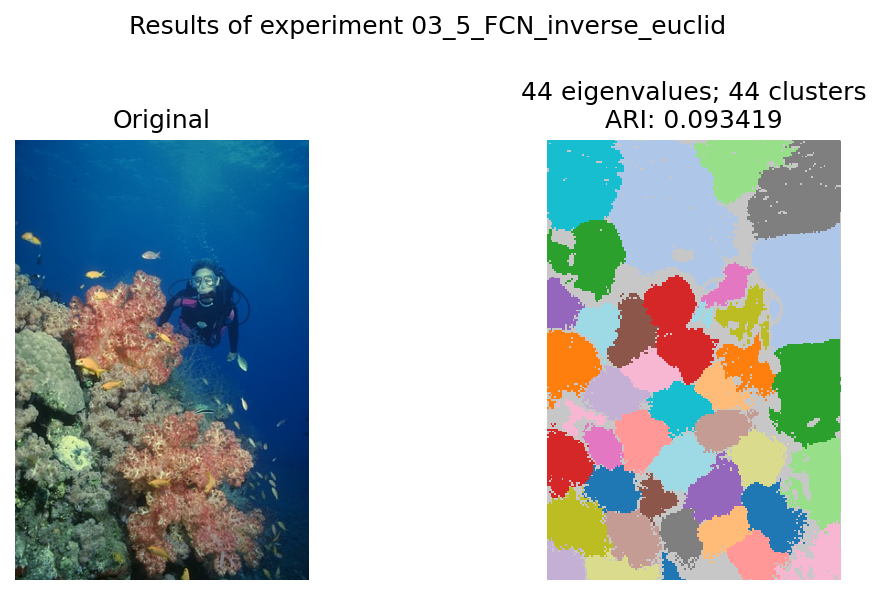 Results of experiment 03_5_FCN_inverse_euclid
Original
44 eigenvalues; 44 clusters
ARI: 0.093419